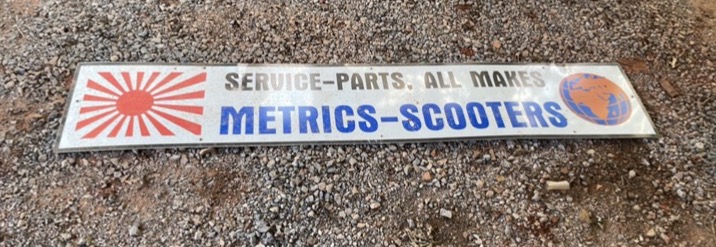 SERVICE-PARTS, ALL MAKES
METRICS-SCOOTERS